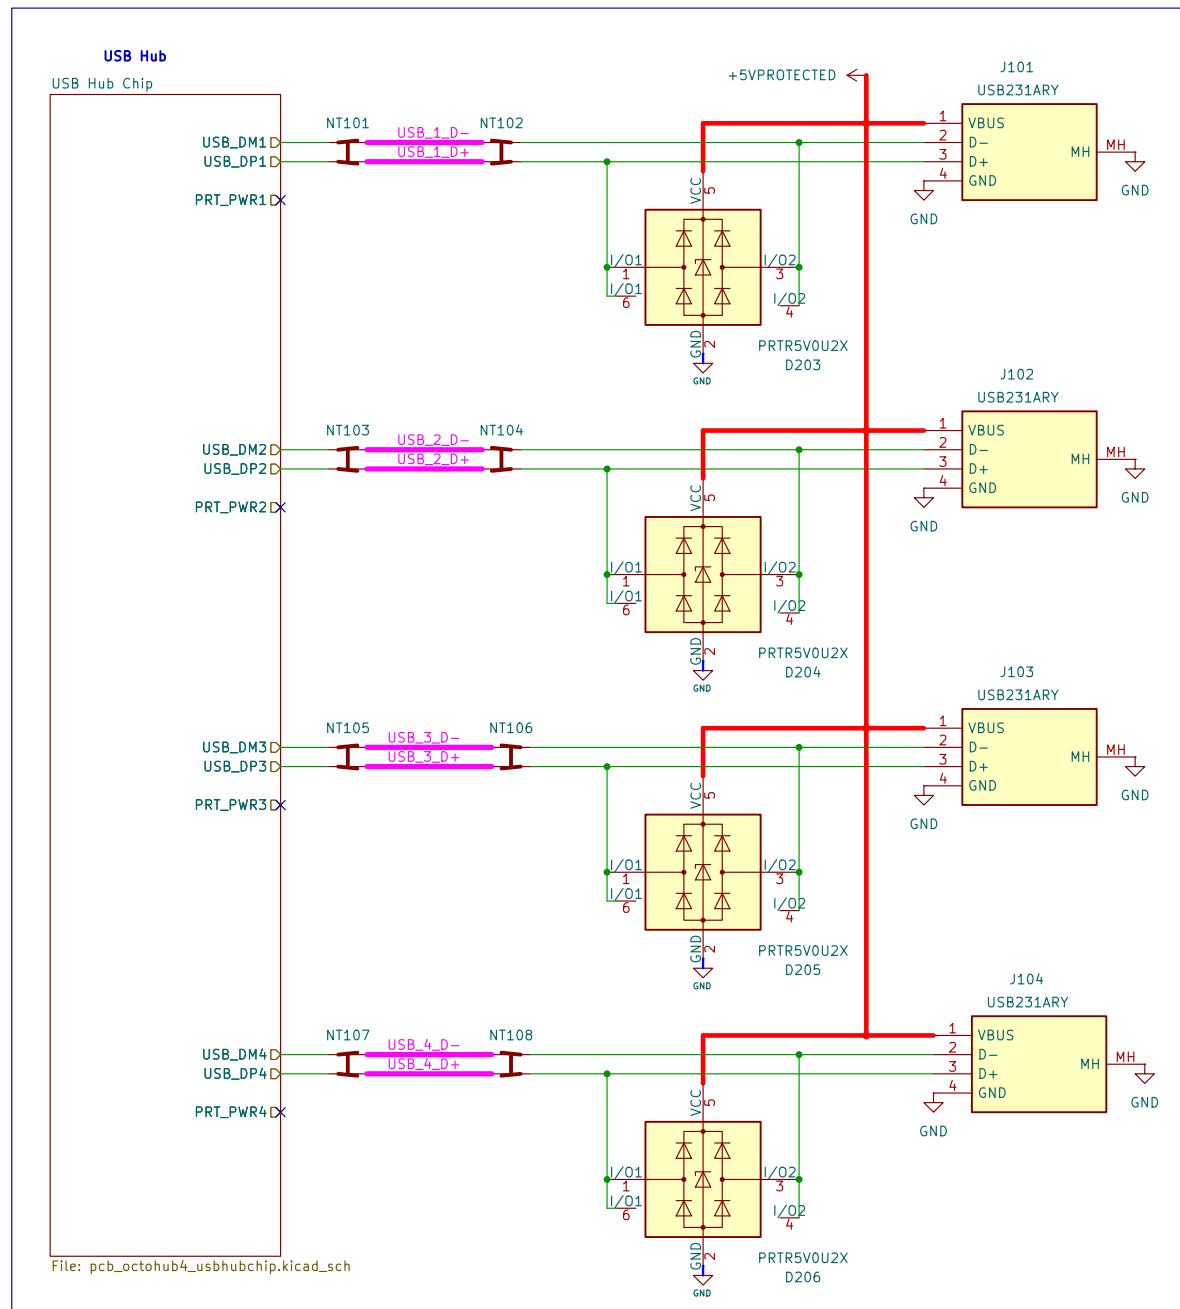 USB Hub
USB Hub Chip
+5VPROTECTED
J101
USB231ARY
NT101
USB_1_D-
NT102
1
VBUS
USB_DM1
2
D-
USB_1_D+
USB_DP1
3
D+
MH
MH
4
GND
GND
GND
PRT_PWR1
VCC
5
I/O1
1
I/O1
6
I/O2
3
I/O2
4
GND
2
GND
PRTR5V0U2X
D203
J102
USB231ARY
NT103
USB_2_D-
NT104
1
VBUS
USB_DM2
2
D-
USB_2_D+
USB_DP2
3
D+
MH
MH
4
GND
GND
GND
PRT_PWR2
VCC
5
I/O1
1
I/O1
6
I/O2
3
I/O2
4
GND
2
GND
PRTR5V0U2X
D204
J103
USB231ARY
NT105
USB_3_D-
NT106
1
VBUS
USB_DM3
2
D-
USB_3_D+
USB_DP3
3
D+
MH
MH
4
GND
GND
GND
PRT_PWR3
VCC
5
I/O1
1
I/O1
6
I/O2
3
I/O2
4
GND
2
GND
PRTR5V0U2X
D205
J104
USB231ARY
NT107
USB_4_D-
NT108
1
VBUS
USB_DM4
2
D-
USB_4_D+
USB_DP4
3
D+
MH
MH
4
GND
GND
GND
PRT_PWR4
VCC
5
I/O1
1
I/O1
6
I/O2
3
I/O2
4
GND
2
GND
PRTR5V0U2X
D206
File: pcb_octohub4_usbhubchip.kicad_sch